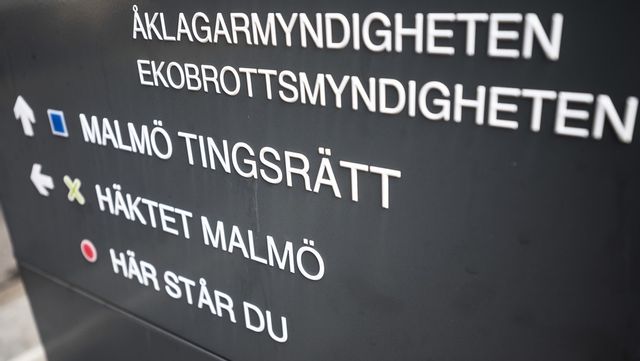 ÅKLAGARMYNDIGHETEN
EKOBROTTSMYNDIGHETEN
MALMÖ TINGSRÄTT
HÄKTET MALMÖ
HÄR STÅR DU